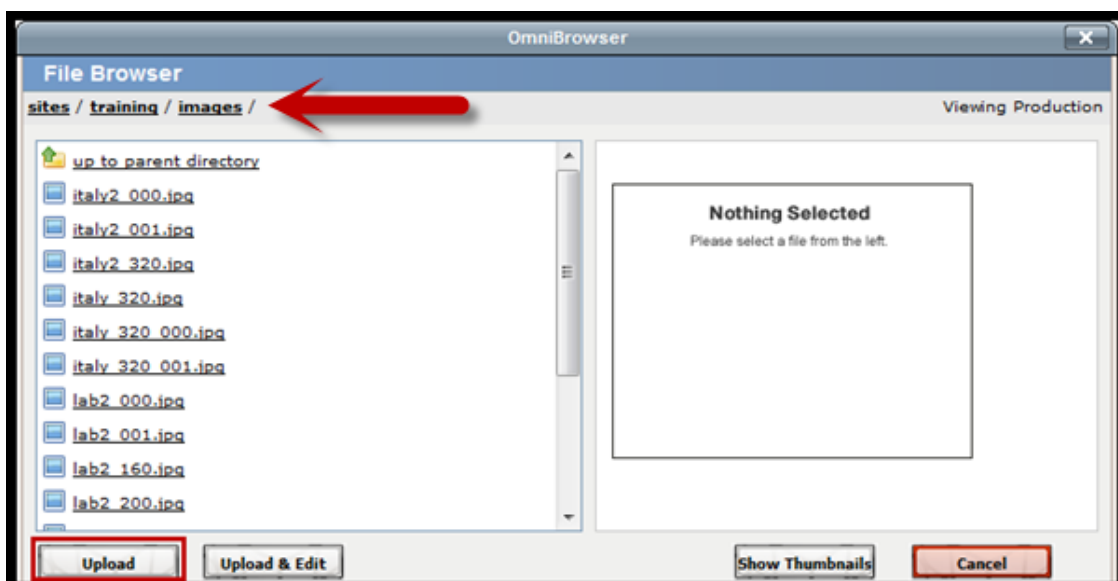 OmniBrowser
File Browser
sites / training / images /
Viewing Production
up to parent directory
italy2_000.jpg
italy2_001.jpg
italy2_320.jpg
italy_320.jpg
italy_320_000.jpg
italy_320_001.jpg
lab2_000.jpg
lab2_001.jpg
lab2_160.jpg
lab2_200.jpg
Nothing Selected
Please select a file from the left.
Upload
Upload & Edit
Show Thumbnails
Cancel